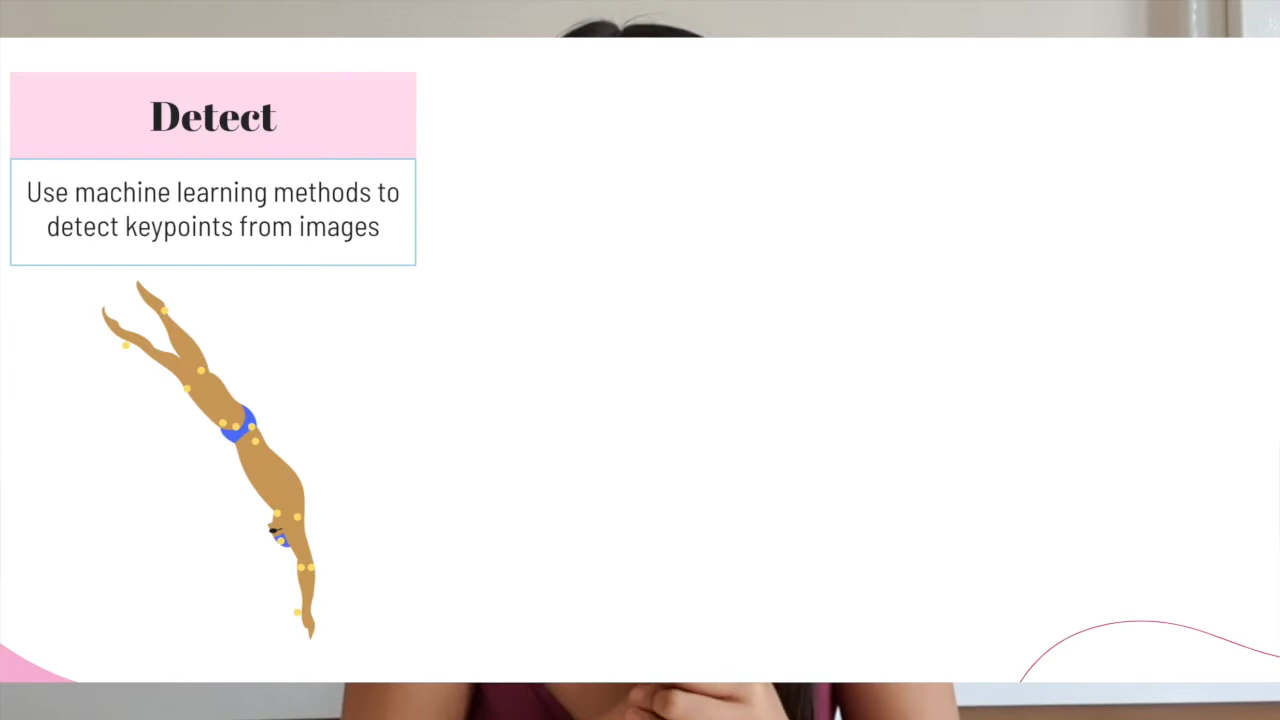 Detect
Use machine learning methods to
detect keypoints from images